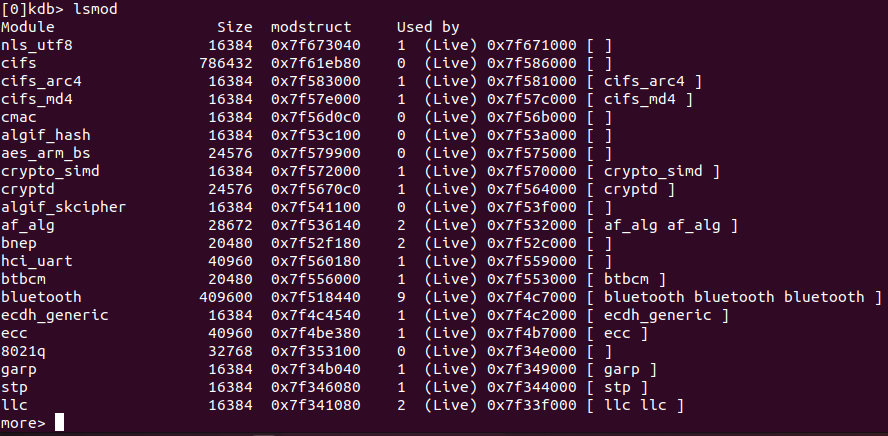 [0]kdb> lsmod
Module                  Size  modstruct     Used by
nls_utf8               16384  0x7f673040    1  (Live) 0x7f671000 [ ]
cifs                  786432  0x7f61eb80    0  (Live) 0x7f586000 [ ]
cifs_arc4              16384  0x7f583000    1  (Live) 0x7f581000 [ cifs_arc4 ]
cifs_md4               16384  0x7f57e000    1  (Live) 0x7f57c000 [ cifs_md4 ]
cmac                   16384  0x7f56d0c0    0  (Live) 0x7f56b000 [ ]
algif_hash             16384  0x7f53c100    0  (Live) 0x7f53a000 [ ]
aes_arm_bs             24576  0x7f579900    0  (Live) 0x7f575000 [ ]
crypto_simd            16384  0x7f572000    1  (Live) 0x7f570000 [ crypto_simd ]
cryptd                 24576  0x7f5670c0    1  (Live) 0x7f564000 [ cryptd ]
algif_skcipher         16384  0x7f541100    0  (Live) 0x7f53f000 [ ]
af_alg                 28672  0x7f536140    2  (Live) 0x7f532000 [ af_alg af_alg ]
bnep                   20480  0x7f52f180    2  (Live) 0x7f52c000 [ ]
hci_uart               40960  0x7f560180    1  (Live) 0x7f559000 [ ]
btbcm                  20480  0x7f556000    1  (Live) 0x7f553000 [ btbcm ]
bluetooth             409600  0x7f518440    9  (Live) 0x7f4c7000 [ bluetooth bluetooth bluetooth ]
ecdh_generic           16384  0x7f4c4540    1  (Live) 0x7f4c2000 [ ecdh_generic ]
ecc                    40960  0x7f4be380    1  (Live) 0x7f4b7000 [ ecc ]
8021q                  32768  0x7f353100    0  (Live) 0x7f34e000 [ ]
garp                   16384  0x7f34b040    1  (Live) 0x7f349000 [ garp ]
stp                    16384  0x7f346080    1  (Live) 0x7f344000 [ stp ]
llc                    16384  0x7f341080    2  (Live) 0x7f33f000 [ llc llc ]
more>